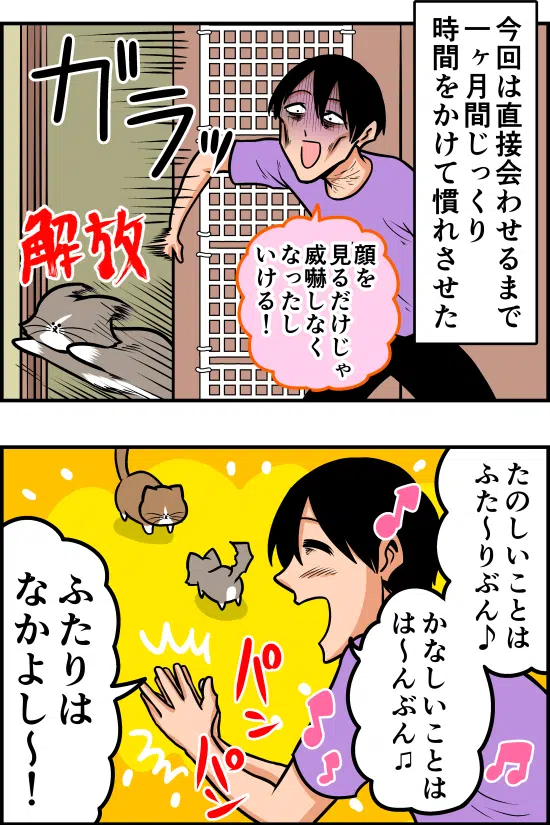 今回は直接会わせるまで
一ヶ月間じっくり
時間をかけて慣れさせた
ガラッ
顔を
見るだけじゃ
威嚇しなく
なったし
いける！
解放
たのしいことは
ふた〜りぶん♪
かなしいことは
は〜んぶん♫
パン
パン
ふたりは
なかよし〜！